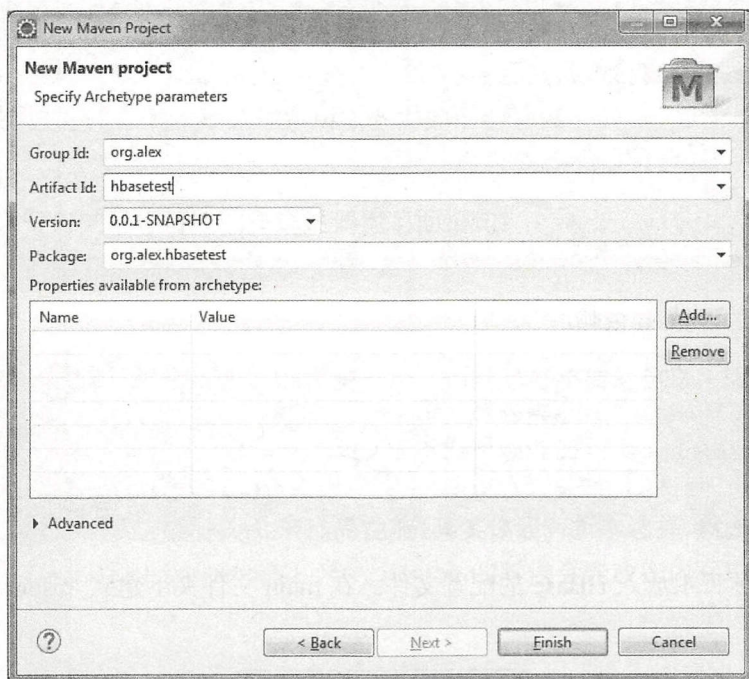 New Maven Project
New Maven project
Specify Archetype parameters
M
Group Id: org.alex
Artifact Id: hbasetest
Version: 0.0.1-SNAPSHOT
Package: org.alex.hbasetest
Properties available from archetype:
Name Value
Add...
Remove
Advanced
?
< Back Next > Finish Cancel